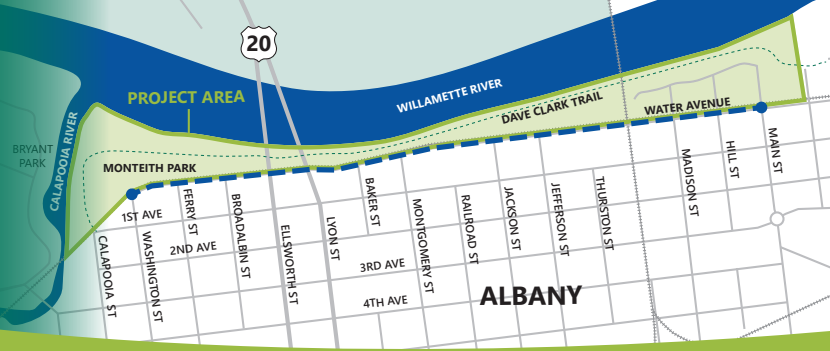 20
PROJECT AREA
WILLAMETTE RIVER
DAVE CLARK TRAIL
WATER AVENUE
CALAPOOIA RIVER
BRYANT
PARK
MONTEITH PARK
1ST AVE
2ND AVE
3RD AVE
4TH AVE
CALAPOOIA ST
WASHINGTON ST
FERRY ST
BROADALBIN ST
ELLSWORTH ST
LYON ST
BAKER ST
MONTGOMERY ST
RAILROAD ST
JACKSON ST
JEFFERSON ST
THURSTON ST
MADISON ST
HILL ST
MAIN ST
ALBANY